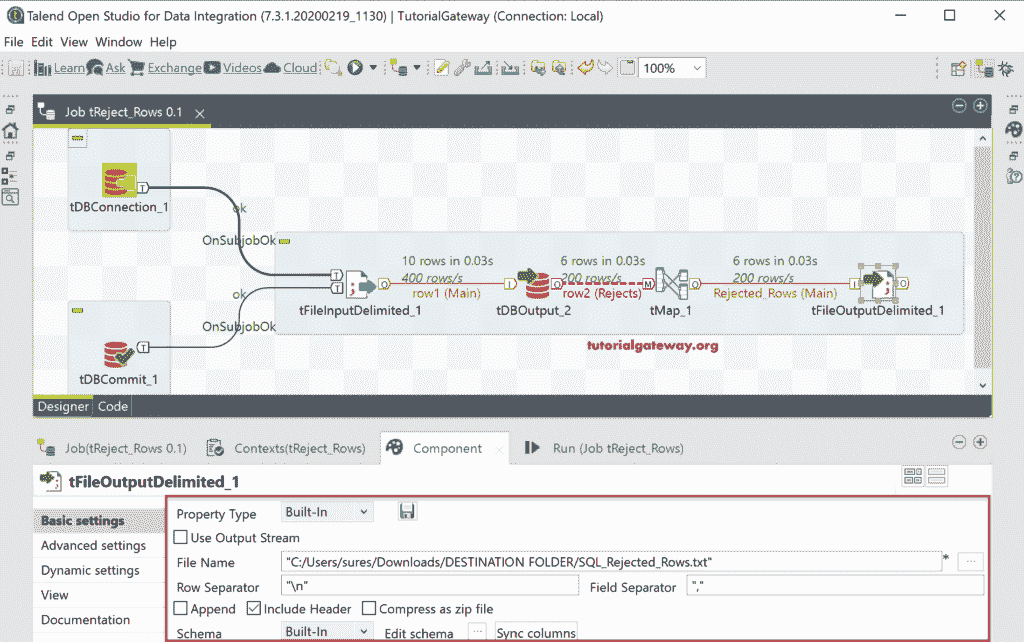 Talend Open Studio for Data Integration (7.3.1.20200219_1130) | TutorialGateway (Connection: Local)
File Edit View Window Help
Learn Ask Exchange Videos Cloud 100%
Job tReject_Rows 0.1
tDBConnection_1
ok
OnSubjobOk
10 rows in 0.03s 6 rows in 0.03s 6 rows in 0.03s
400 rows/s 200 rows/s 200 rows/s
row1 (Main) row2 (Rejects) Rejected_Rows (Main)
ok
tFileInputDelimited_1 tDBOutput_2 tMap_1 tFileOutputDelimited_1
OnSubjobOk
tutorialgateway.org
tDBCommit_1
Designer Code
Job(tReject_Rows 0.1) Contexts(tReject_Rows) Component Run (Job tReject_Rows)
tFileOutputDelimited_1
Basic settings
Advanced settings
Dynamic settings
View
Documentation
Property Type Built-In
Use Output Stream
File Name "C:/Users/sures/Downloads/DESTINATION FOLDER/SQL_Rejected_Rows.txt" * ...
Row Separator "\n" Field Separator ","
Append Include Header Compress as zip file
Schema Built-In Edit schema ... Sync columns